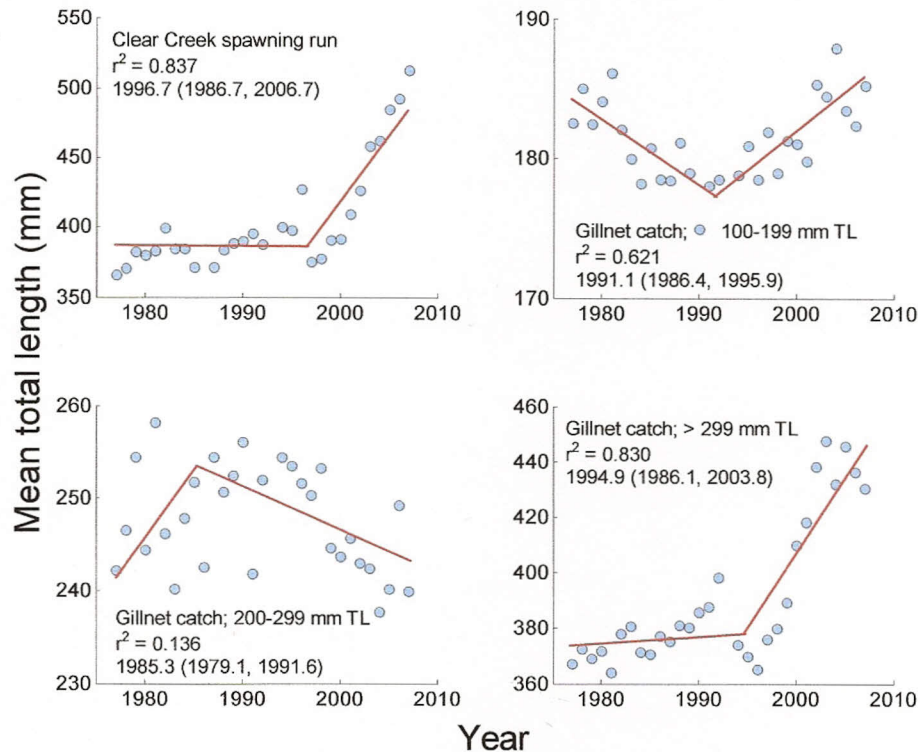 Mean total length (mm)
550
500
450
400
350
Clear Creek spawning run
r² = 0.837
1996.7 (1986.7, 2006.7)
1980 1990 2000 2010
190
180
170
Gillnet catch; 100-199 mm TL
r² = 0.621
1991.1 (1986.4, 1995.9)
1980 1990 2000 2010
260
250
240
230
Gillnet catch; 200-299 mm TL
r² = 0.136
1985.3 (1979.1, 1991.6)
1980 1990 2000 2010
460
440
420
400
380
360
Gillnet catch; > 299 mm TL
r² = 0.830
1994.9 (1986.1, 2003.8)
1980 1990 2000 2010
Year